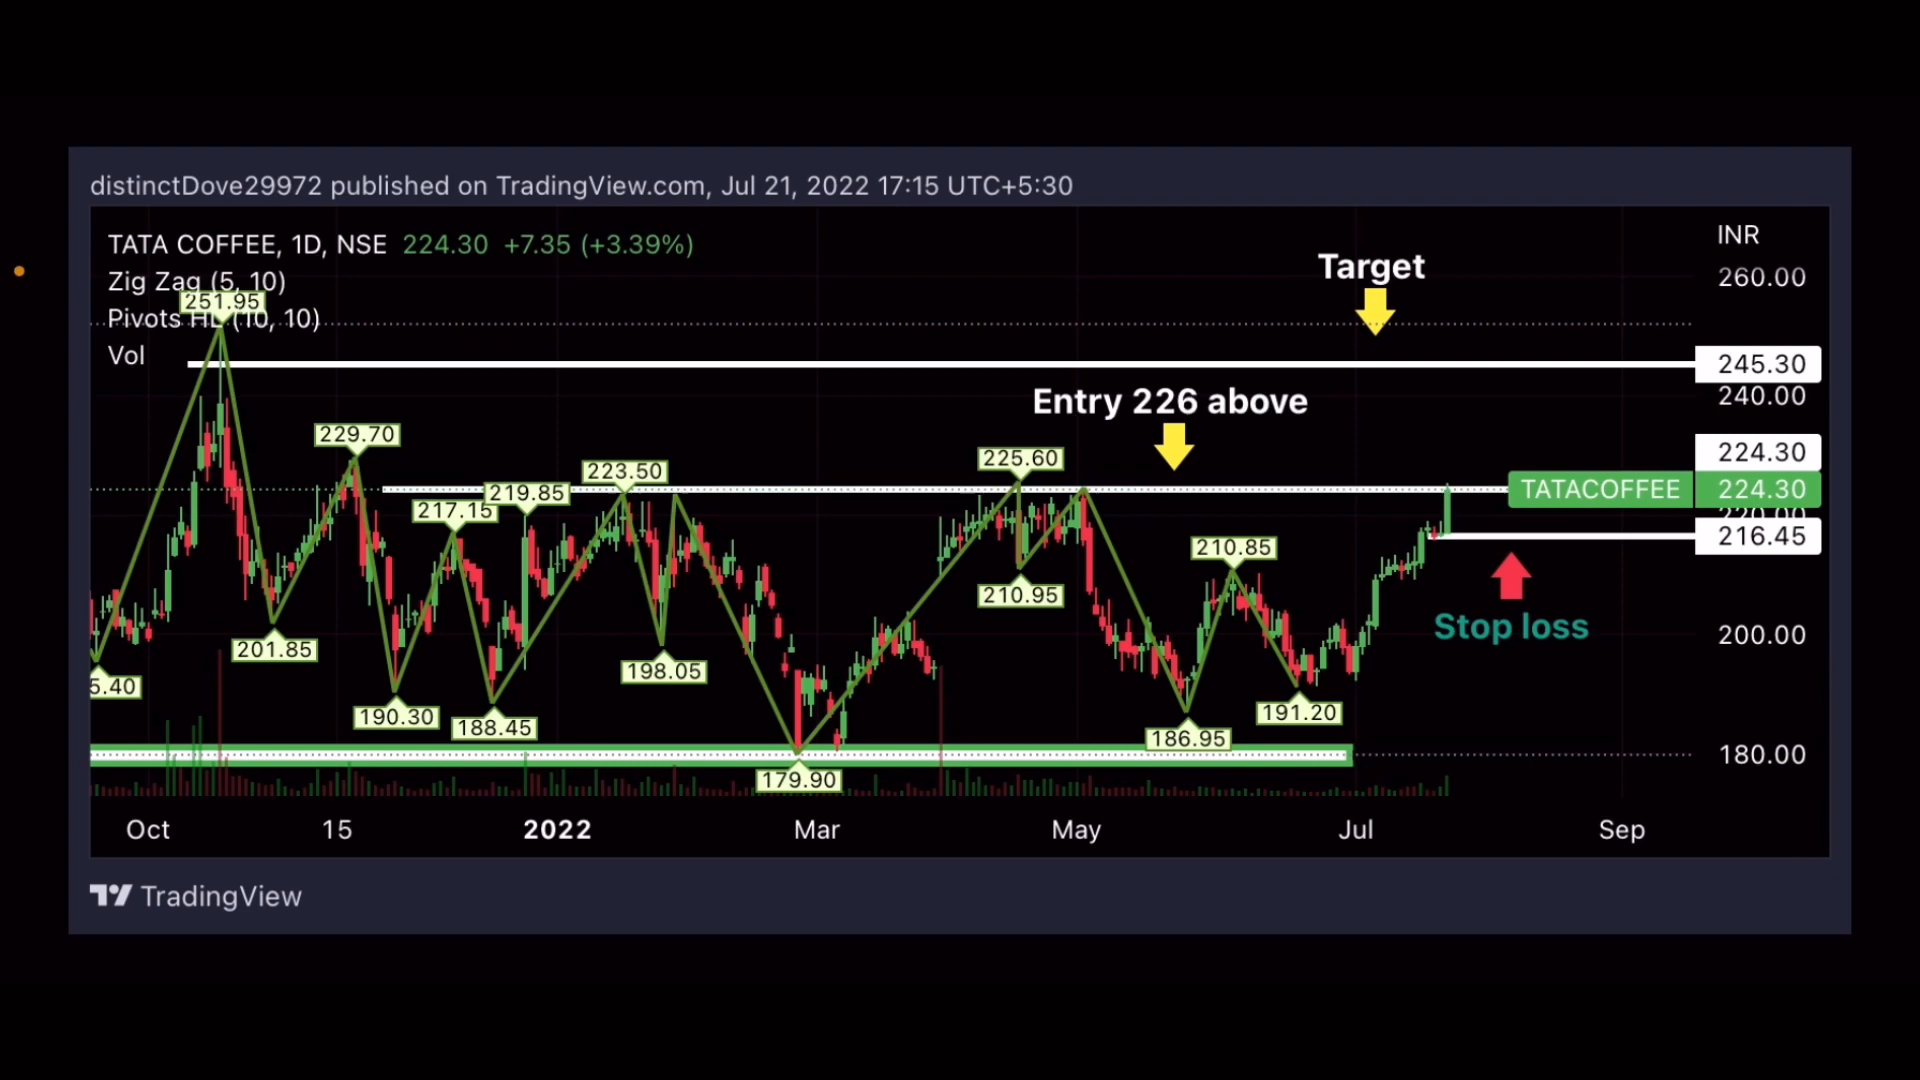 distinctDove29972 published on TradingView.com, Jul 21, 2022 17:15 UTC+5:30
TATA COFFEE, 1D, NSE 224.30 +7.35 (+3.39%)
Zig Zag (5, 10)
Pivots HL (10, 10)
Vol
INR
260.00
245.30
240.00
224.30
TATACOFFEE 224.30
220.00
216.45
200.00
180.00
Target
Entry 226 above
Stop loss
251.95
229.70
217.15
219.85
223.50
225.60
210.85
5.40
201.85
190.30
188.45
198.05
179.90
210.95
186.95
191.20
Oct 15 2022 Mar May Jul Sep
TradingView